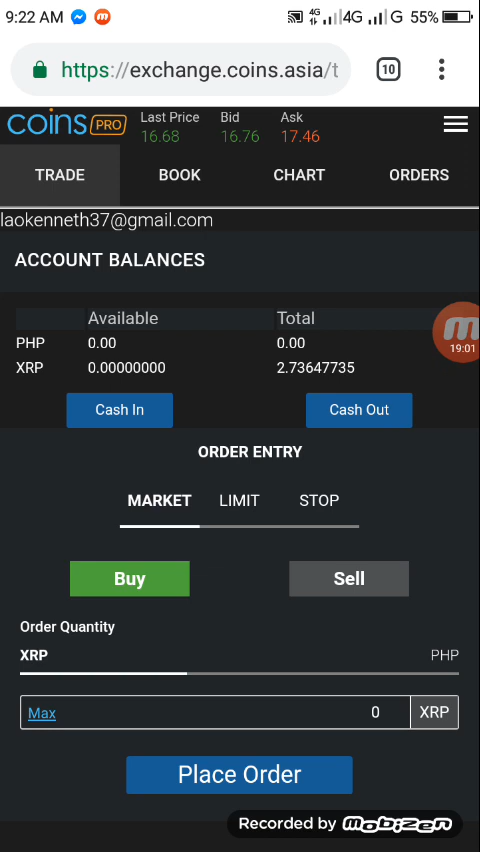 9:22 AM 4G 4G G 55%
https://exchange.coins.asia/t 10
coins PRO
Last Price Bid Ask
16.68 16.76 17.46
TRADE BOOK CHART ORDERS
laokenneth37@gmail.com
ACCOUNT BALANCES
Available Total
PHP 0.00 0.00
XRP 0.00000000 2.73647735
19:01
Cash In Cash Out
ORDER ENTRY
MARKET LIMIT STOP
Buy Sell
Order Quantity
XRP PHP
Max 0 XRP
Place Order
Recorded by MOBIZEN